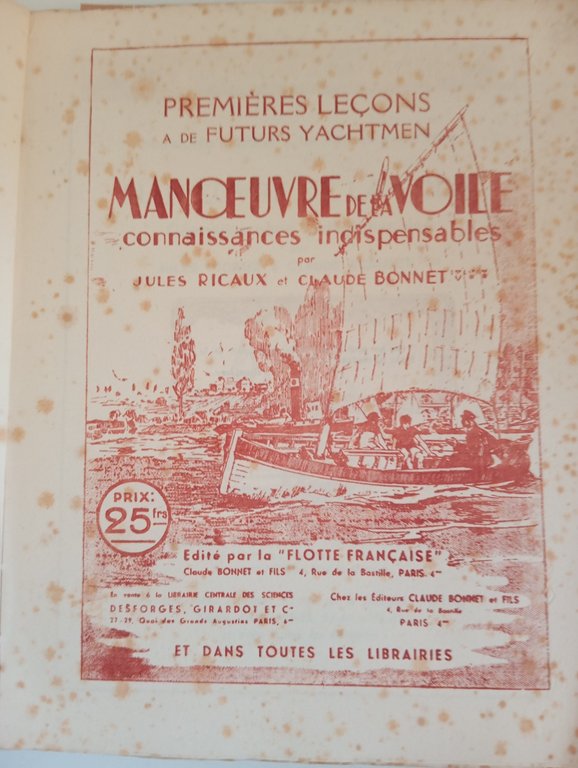 PREMIÈRES LEÇONS
A DE FUTURS YACHTMEN
MANŒUVRE DE LA VOILE
connaissances indispensables
par
JULES RICAUX et CLAUDE BONNET
PRIX:
25 frs
Edité par la "FLOTTE FRANÇAISE"
Claude BONNET et FILS 4, Rue de la Bastille, PARIS. 4me
En vente à la LIBRAIRIE CENTRALE DES SCIENCES
DESFORGES, GIRARDOT ET Cie
27-29, Quai des Grands Augustins PARIS, 6me
Chez les Éditeurs CLAUDE BONNET et FILS
4, Rue de la Bastille
PARIS 4me
ET DANS TOUTES LES LIBRAIRIES